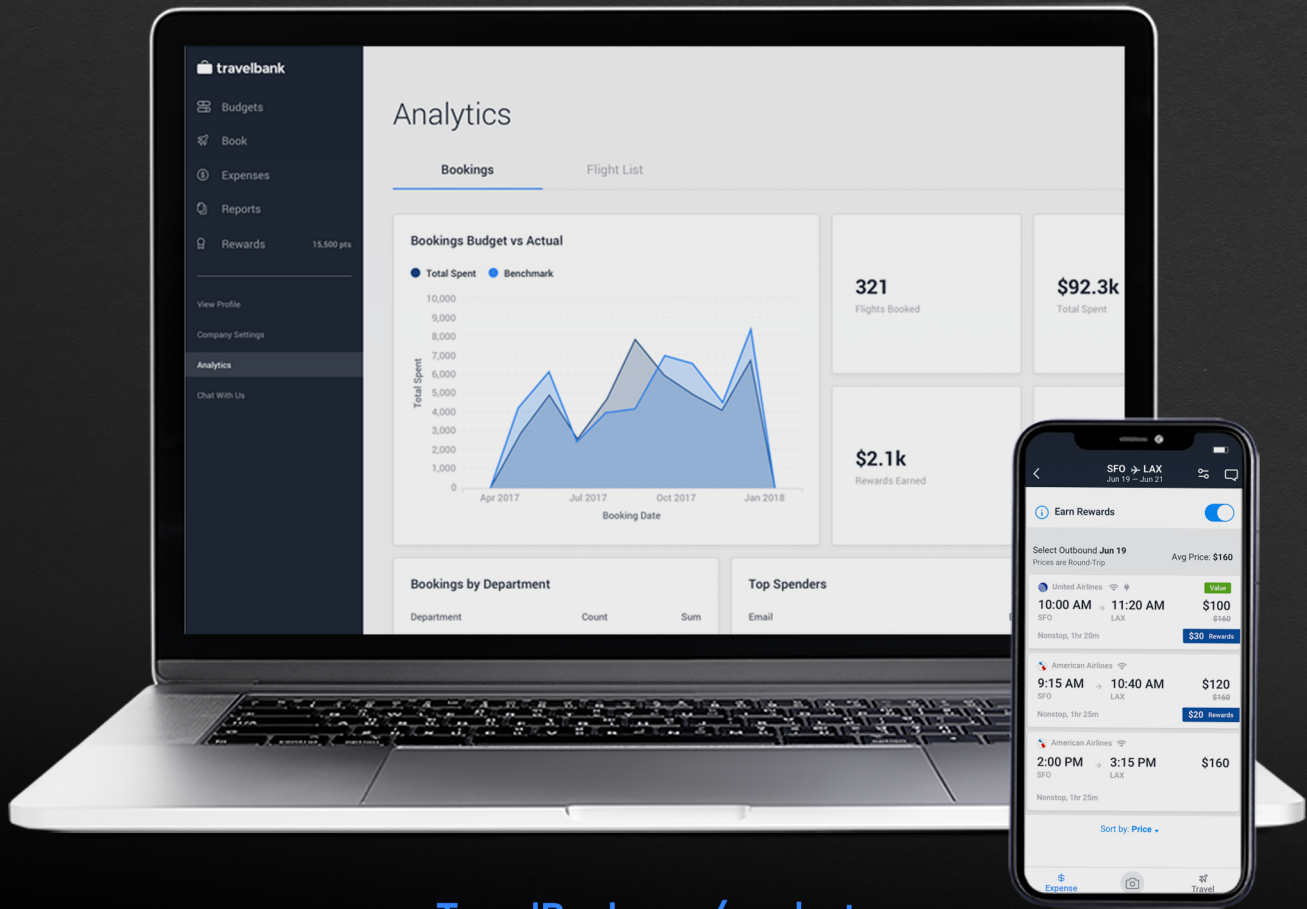 travelbank
Budgets
Book
Expenses
Reports
Rewards 15,500 pts
View Profile
Company Settings
Analytics
Chat With Us
Analytics
Bookings Flight List
Bookings Budget vs Actual
Total Spent Benchmark
10,000
9,000
8,000
7,000
6,000
5,000
4,000
3,000
2,000
1,000
0
Total Spent
Apr 2017 Jul 2017 Oct 2017 Jan 2018
Booking Date
321
Flights Booked
$92.3k
Total Spent
$2.1k
Rewards Earned
Bookings by Department
Department Count Sum
Top Spenders
Email
SFO LAX
Jun 19 ~ Jun 21
Earn Rewards
Select Outbound Jun 19
Prices are Round-Trip
Avg Price: $160
United Airlines Value
10:00 AM → 11:20 AM $100
SFO LAX $160
Nonstop, 1hr 20m $30 Rewards
American Airlines
9:15 AM → 10:40 AM $120
SFO LAX $160
Nonstop, 1hr 25m $20 Rewards
American Airlines
2:00 PM → 3:15 PM $160
SFO LAX
Nonstop, 1hr 25m
Sort by: Price
Expense Travel
control option command command option